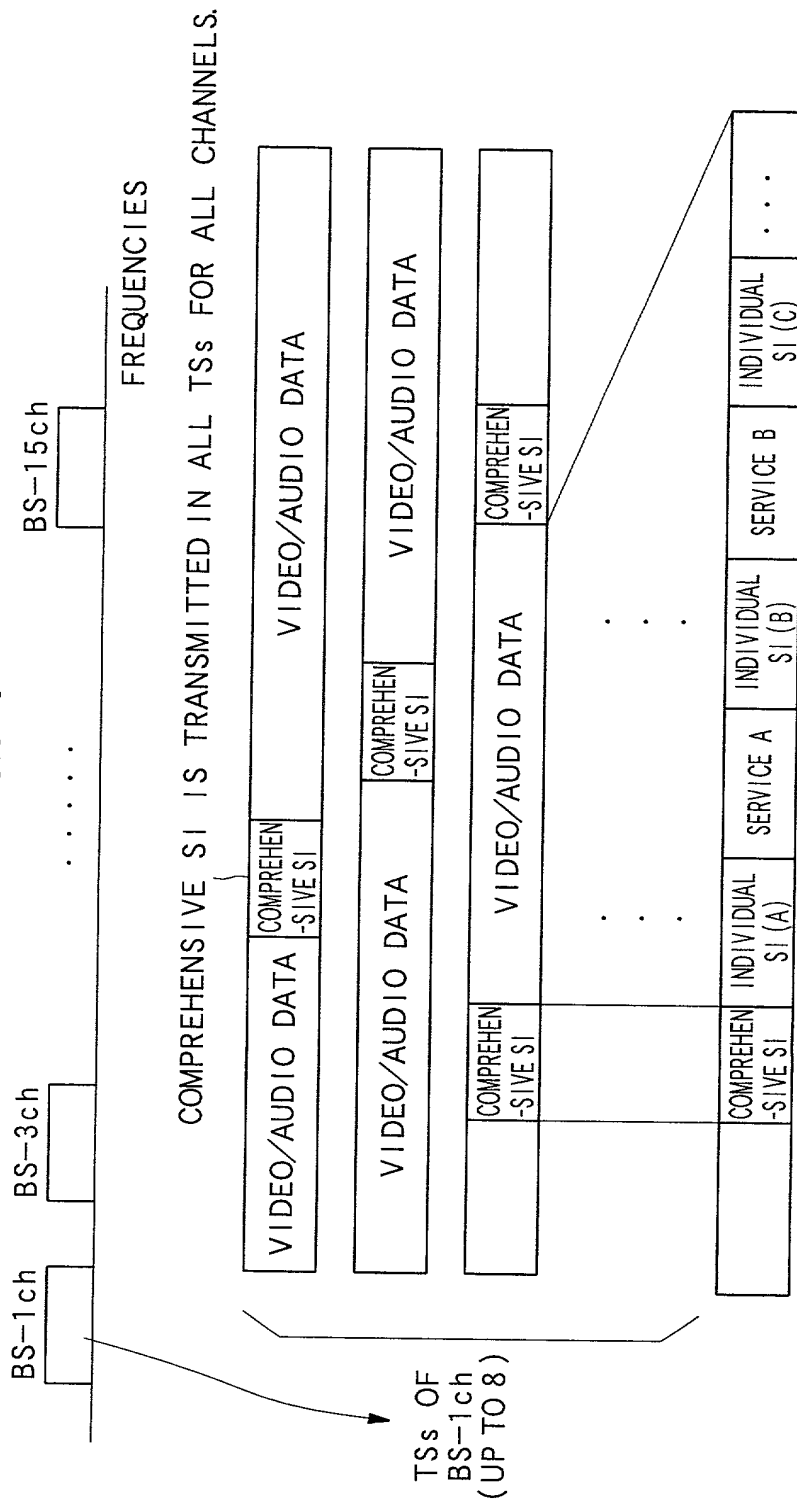 BS-1ch
BS-3ch
. . . . .
BS-15ch
FREQUENCIES
COMPREHENSIVE SI IS TRANSMITTED IN ALL TSs FOR ALL CHANNELS.
TSs OF
BS-1ch
(UP TO 8)
VIDEO/AUDIO DATA
COMPREHEN
-SIVE SI
VIDEO/AUDIO DATA
VIDEO/AUDIO DATA
COMPREHEN
-SIVE SI
VIDEO/AUDIO DATA
COMPREHEN
-SIVE SI
VIDEO/AUDIO DATA
COMPREHEN
-SIVE SI
. . .
. . .
COMPREHEN
-SIVE SI
INDIVIDUAL
SI (A)
SERVICE A
INDIVIDUAL
SI (B)
SERVICE B
INDIVIDUAL
SI (C)
. . .